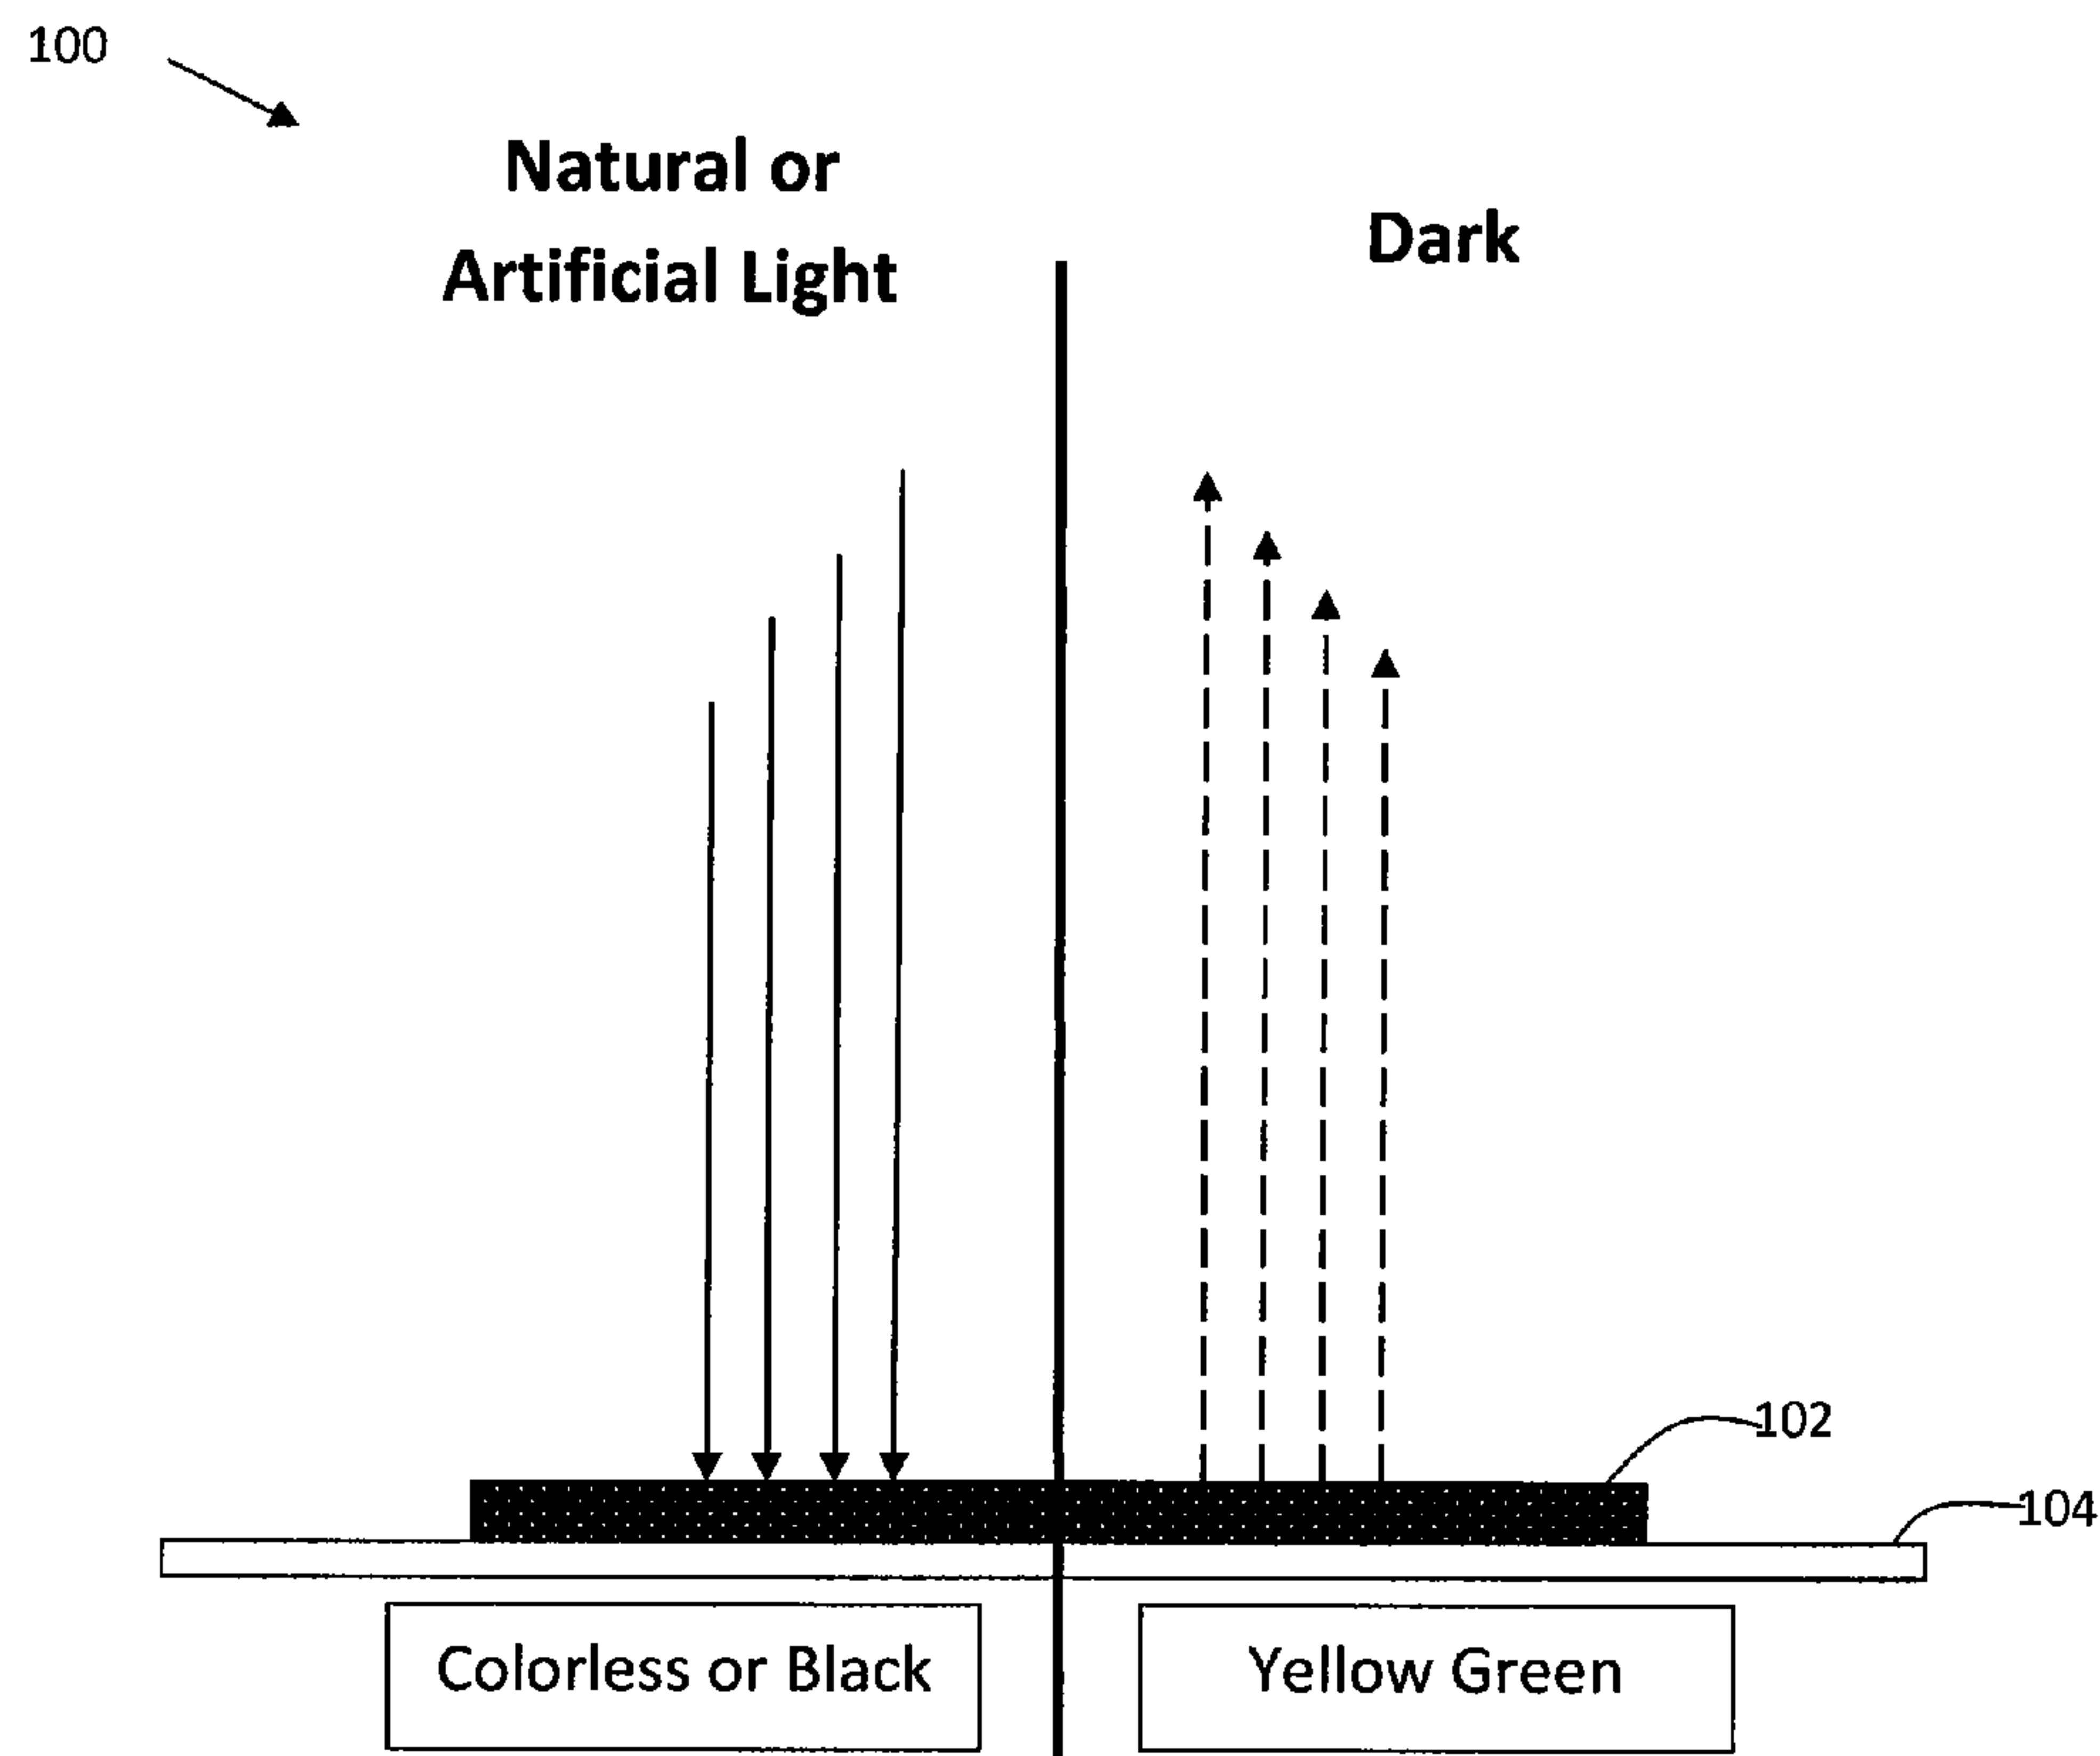 100
Natural or
Artificial Light
Dark
102
104
Colorless or Black
Yellow Green